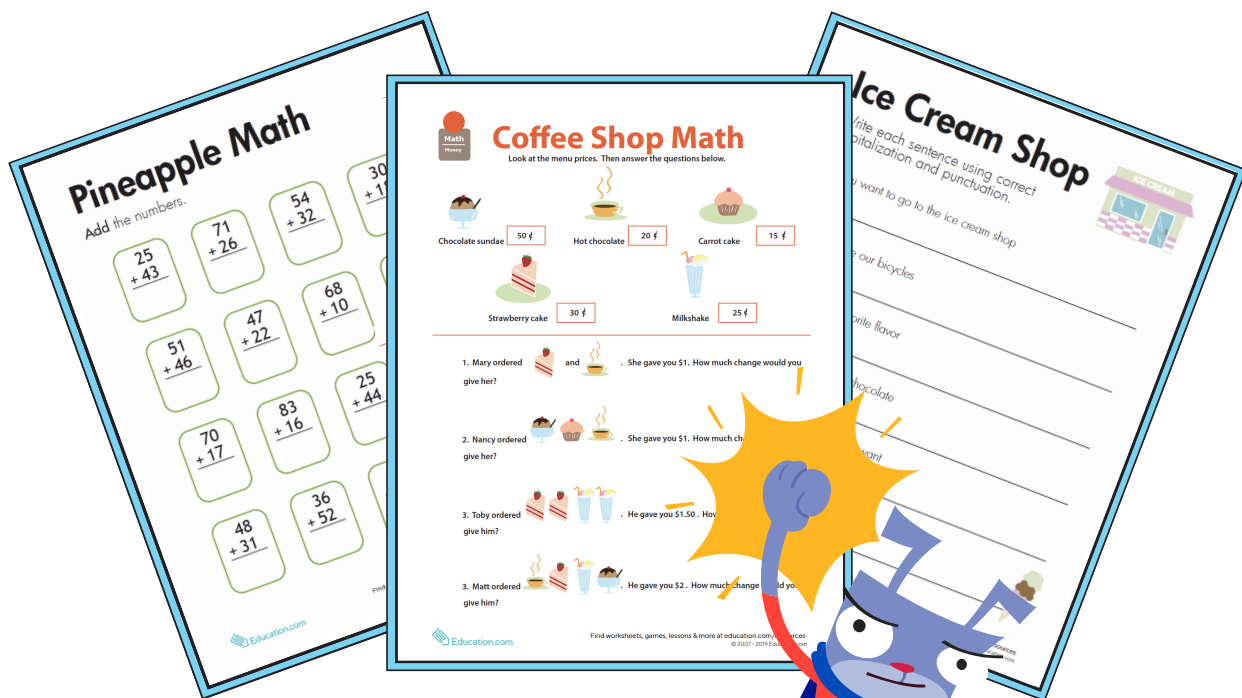 Pineapple Math
Add the numbers.
25
+ 43
71
+ 26
54
+ 32
30
51
+ 46
47
+ 22
68
+ 10
70
+ 17
83
+ 16
25
+ 44
48
+ 31
36
+ 52
Education.com
Math
Money
Coffee Shop Math
Look at the menu prices. Then answer the questions below.
Chocolate sundae 50 ¢
Hot chocolate 20 ¢
Carrot cake 15 ¢
Strawberry cake 30 ¢
Milkshake 25 ¢
1. Mary ordered and . She gave you $1. How much change would you
give her?
2. Nancy ordered . She gave you $1. How much
give her?
3. Toby ordered . He gave you $1.50 .
give him?
3. Matt ordered . He gave you $2 . How much change
give him?
Education.com
Find worksheets, games, lessons & more at education.com/
© 2007 - 2019
Ice Cream Shop
each sentence using correct
and punctuation.
want to go to the ice cream shop
our bicycles
flavor
chocolate
want
ICE CREAM